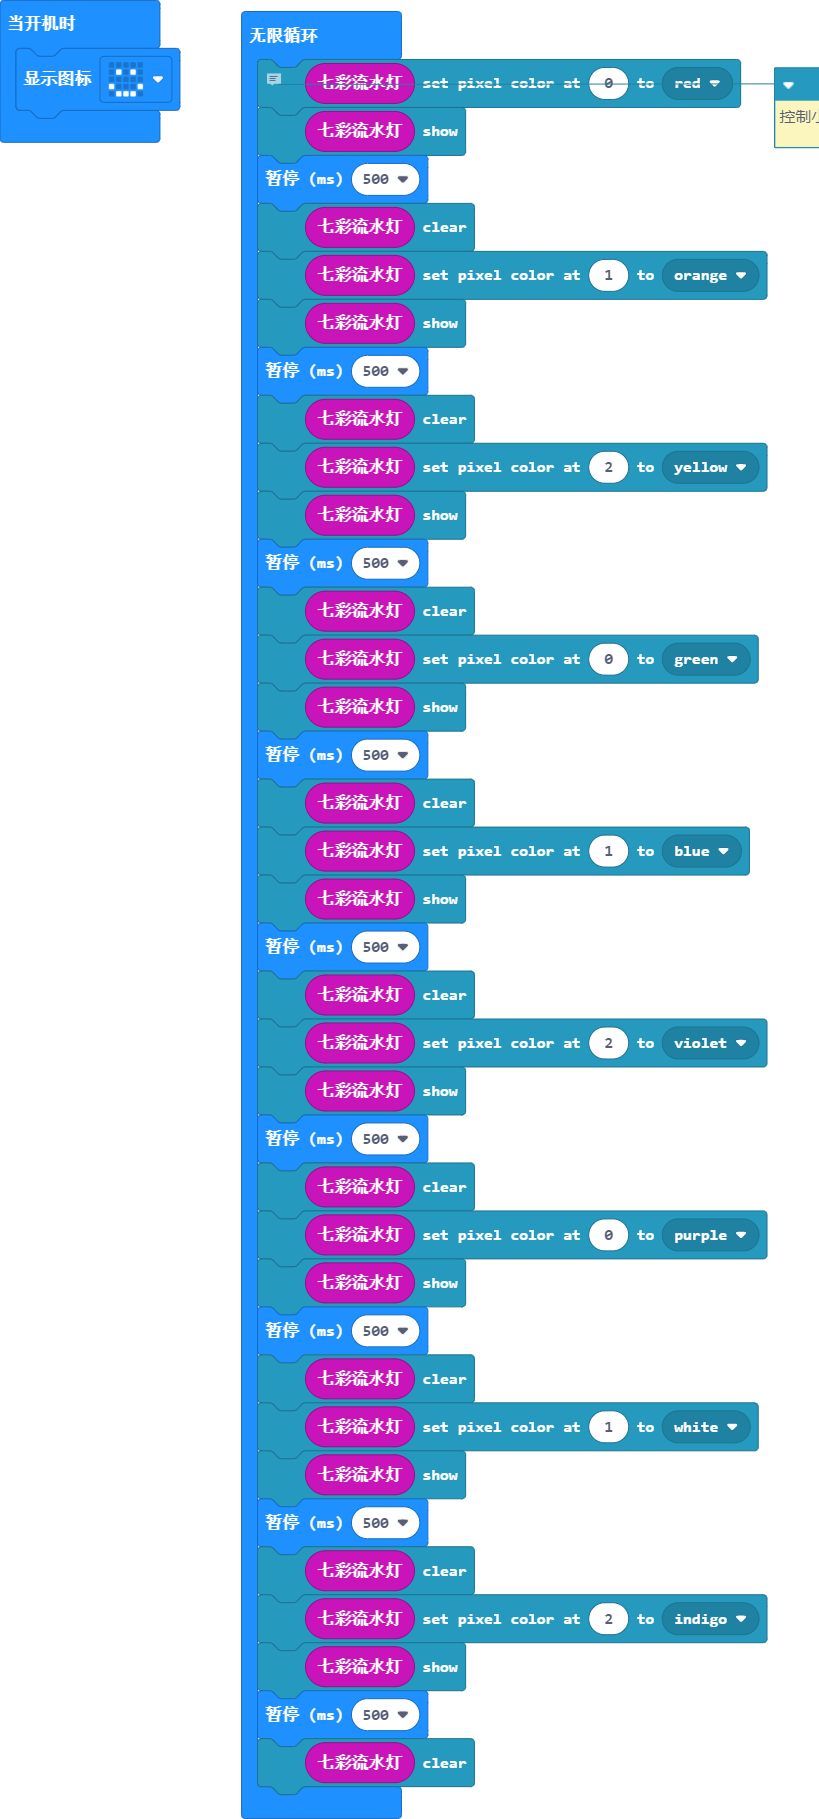 当开机时
显示图标
无限循环
七彩流水灯 set pixel color at 0 to red
控制小
七彩流水灯 show
暂停 (ms) 500
七彩流水灯 clear
七彩流水灯 set pixel color at 1 to orange
七彩流水灯 show
暂停 (ms) 500
七彩流水灯 clear
七彩流水灯 set pixel color at 2 to yellow
七彩流水灯 show
暂停 (ms) 500
七彩流水灯 clear
七彩流水灯 set pixel color at 0 to green
七彩流水灯 show
暂停 (ms) 500
七彩流水灯 clear
七彩流水灯 set pixel color at 1 to blue
七彩流水灯 show
暂停 (ms) 500
七彩流水灯 clear
七彩流水灯 set pixel color at 2 to violet
七彩流水灯 show
暂停 (ms) 500
七彩流水灯 clear
七彩流水灯 set pixel color at 0 to purple
七彩流水灯 show
暂停 (ms) 500
七彩流水灯 clear
七彩流水灯 set pixel color at 1 to white
七彩流水灯 show
暂停 (ms) 500
七彩流水灯 clear
七彩流水灯 set pixel color at 2 to indigo
七彩流水灯 show
暂停 (ms) 500
七彩流水灯 clear